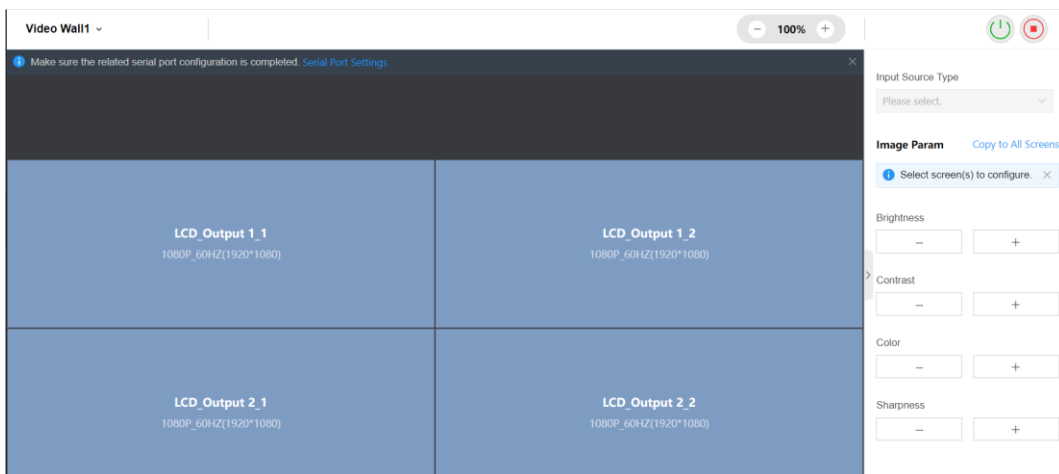 Video Wall1
100%
Make sure the related serial port configuration is completed. Serial Port Settings
Input Source Type
Please select.
Image Param Copy to All Screens
Select screen(s) to configure.
LCD_Output 1_1
1080P_60HZ(1920*1080)
LCD_Output 1_2
1080P_60HZ(1920*1080)
Brightness
Contrast
Color
Sharpness
LCD_Output 2_1
1080P_60HZ(1920*1080)
LCD_Output 2_2
1080P_60HZ(1920*1080)